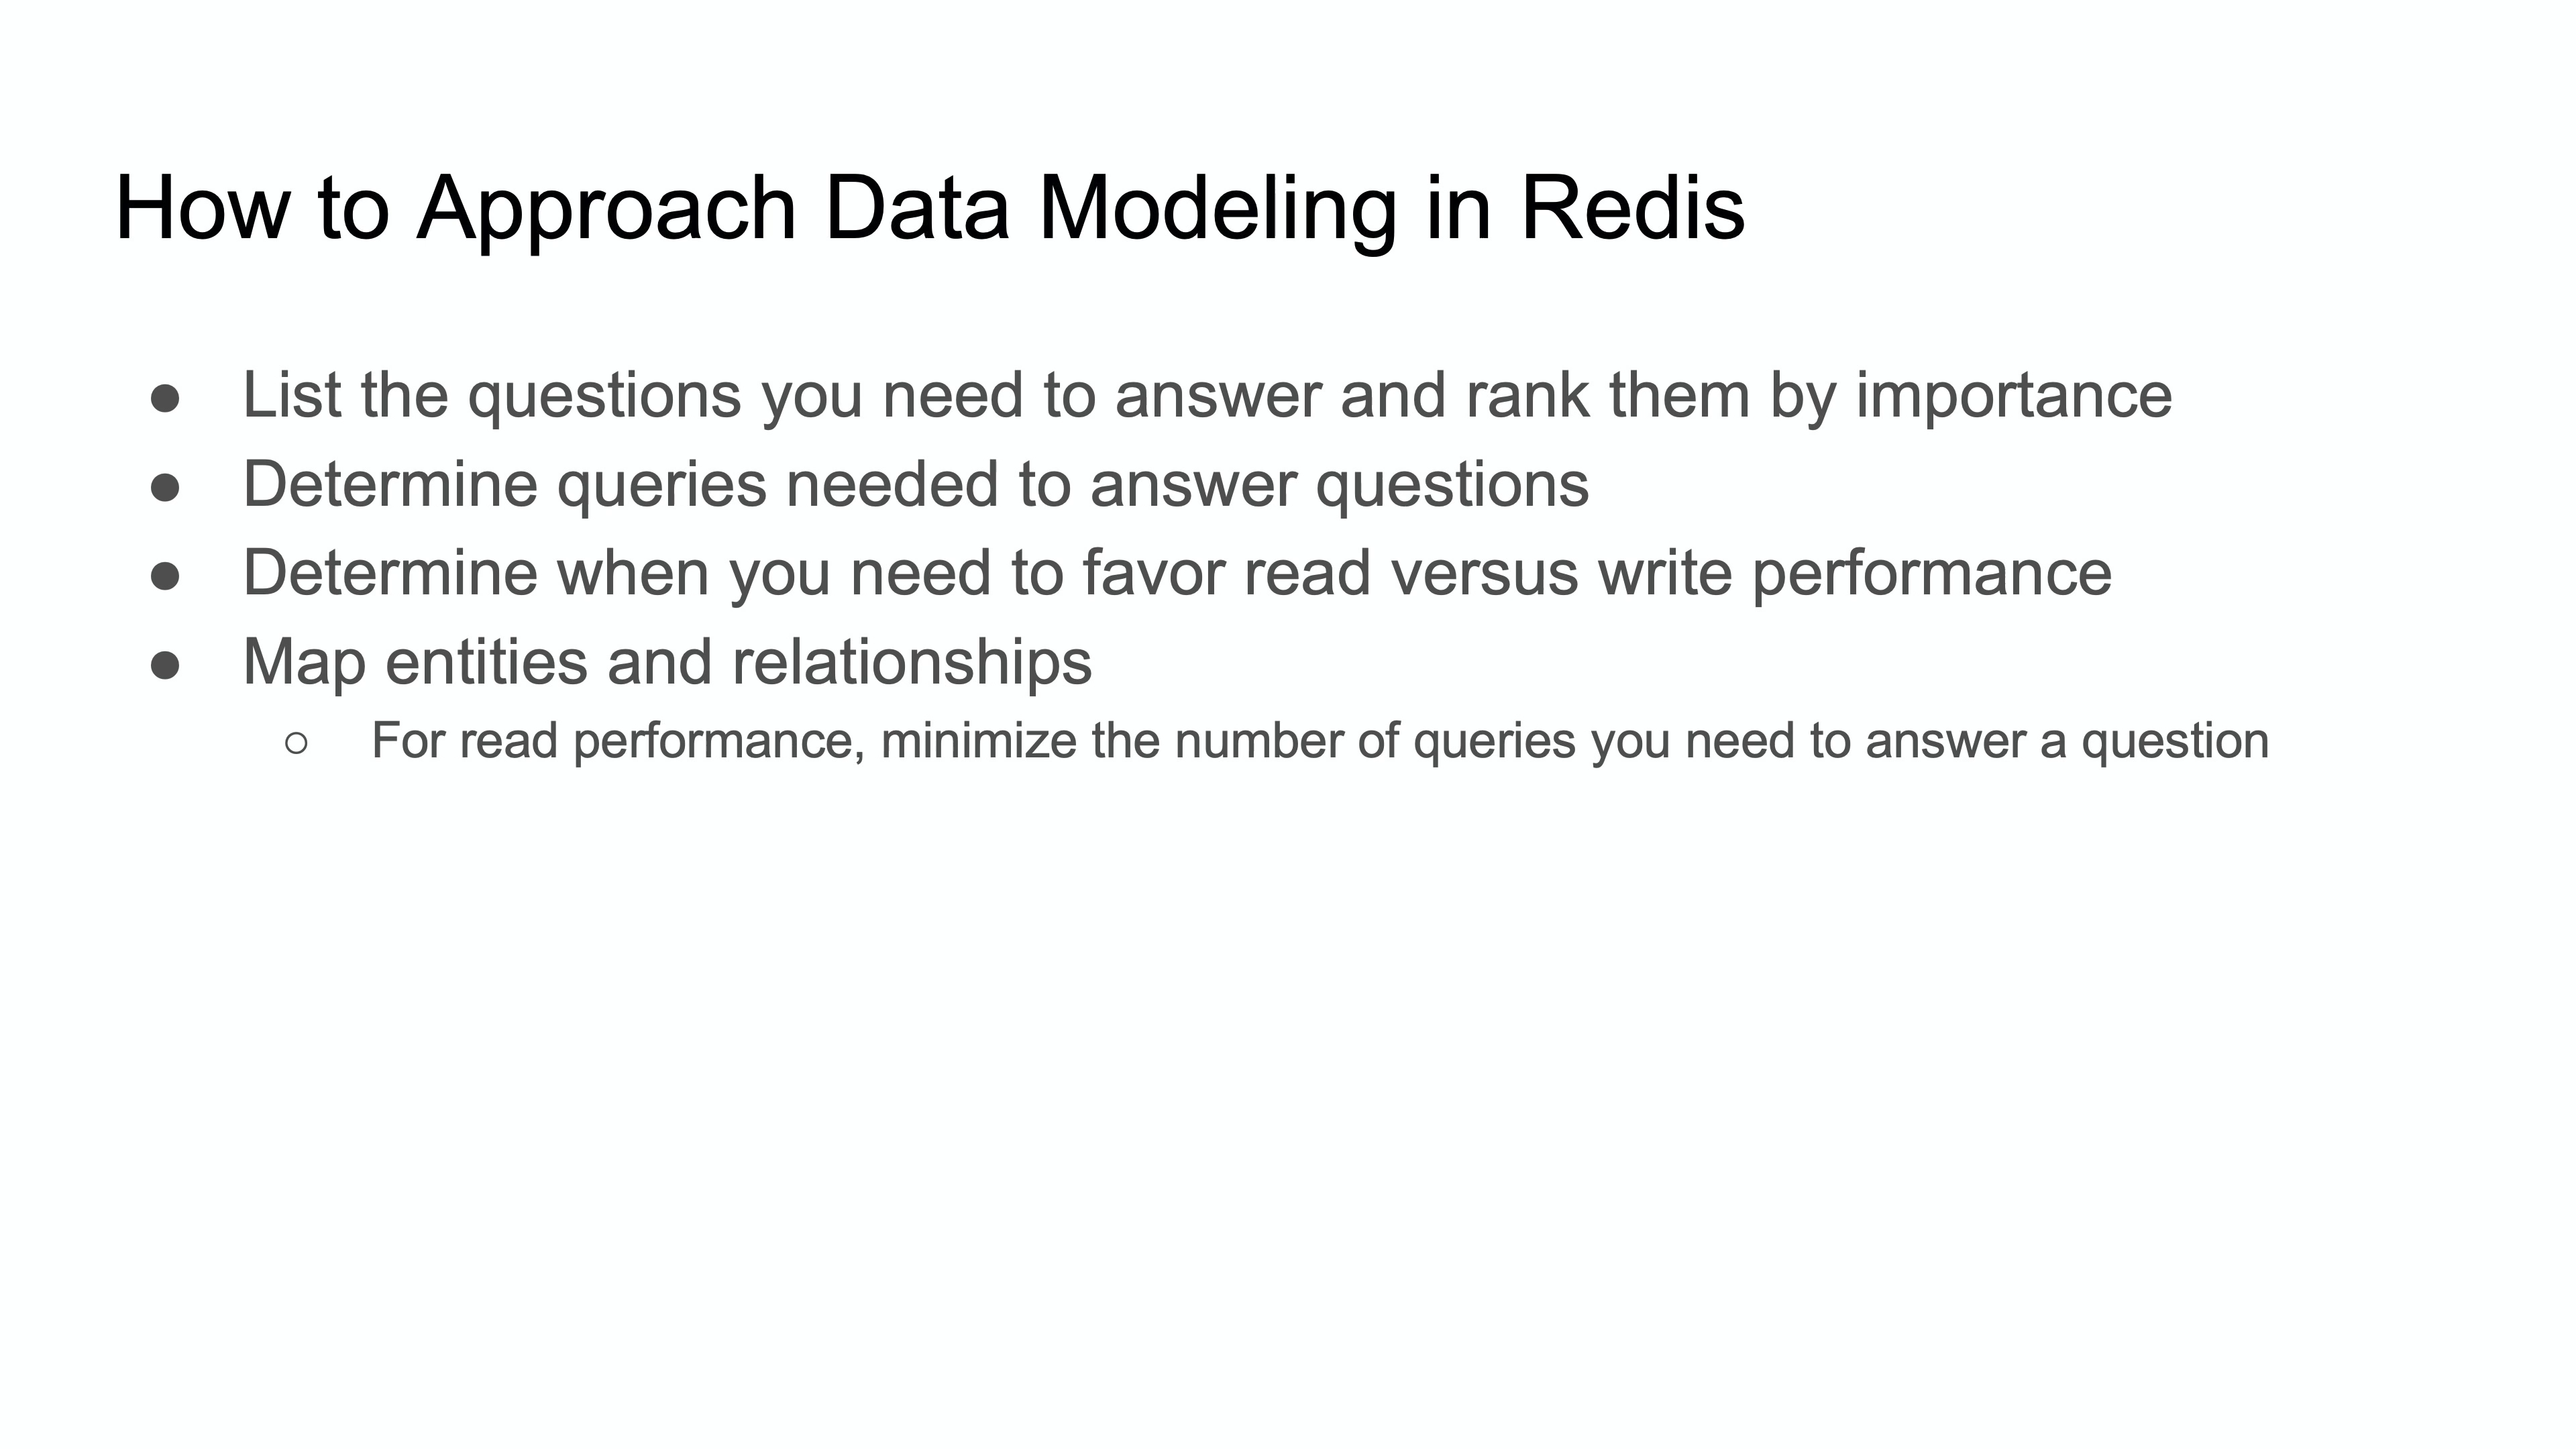 How to Approach Data Modeling in Redis
● List the questions you need to answer and rank them by importance
● Determine queries needed to answer questions
● Determine when you need to favor read versus write performance
● Map entities and relationships
○ For read performance, minimize the number of queries you need to answer a question